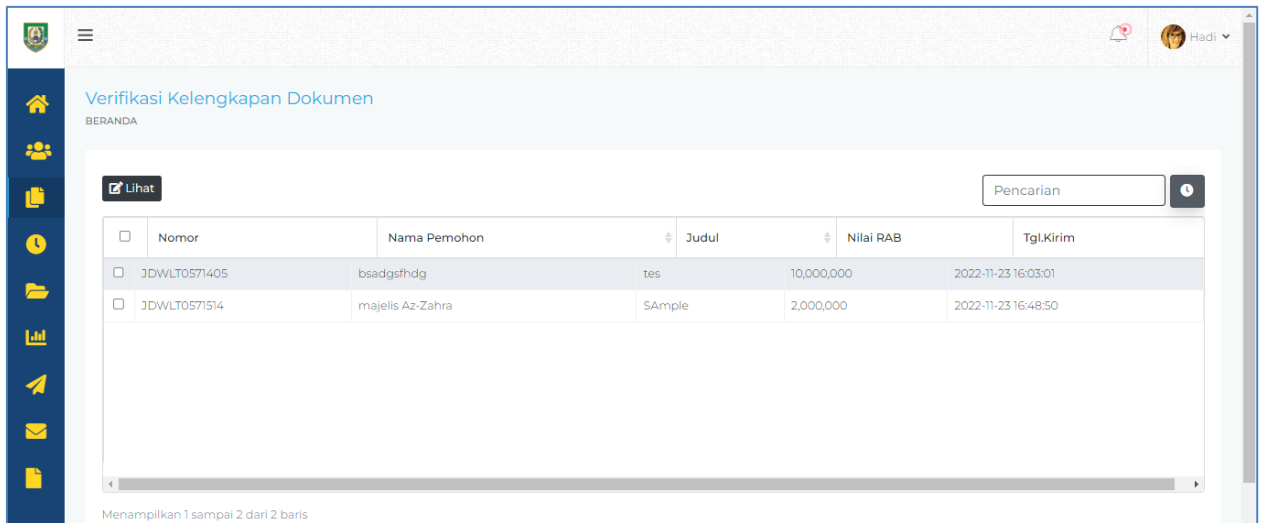 Hadi
Verifikasi Kelengkapan Dokumen
BERANDA
Lihat
Pencarian
Nomor Nama Pemohon Judul Nilai RAB Tgl.Kirim
JDWLT0571405 bsadgsfhdg tes 10,000,000 2022-11-23 16:03:01
JDWLT0571514 majelis Az-Zahra SAmple 2,000,000 2022-11-23 16:48:50
Menampilkan 1 sampai 2 dari 2 baris